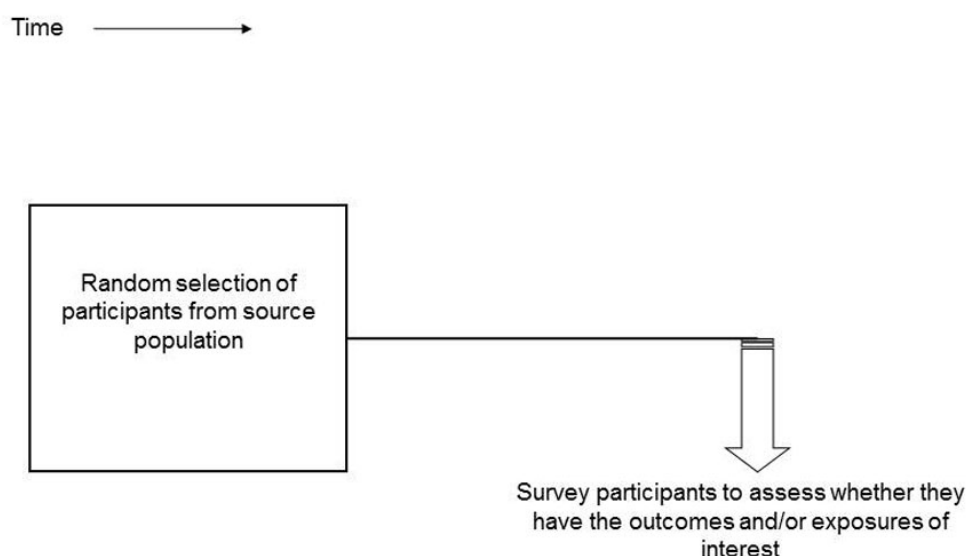 Time
Random selection of
participants from source
population
Survey participants to assess whether they
have the outcomes and/or exposures of
interest